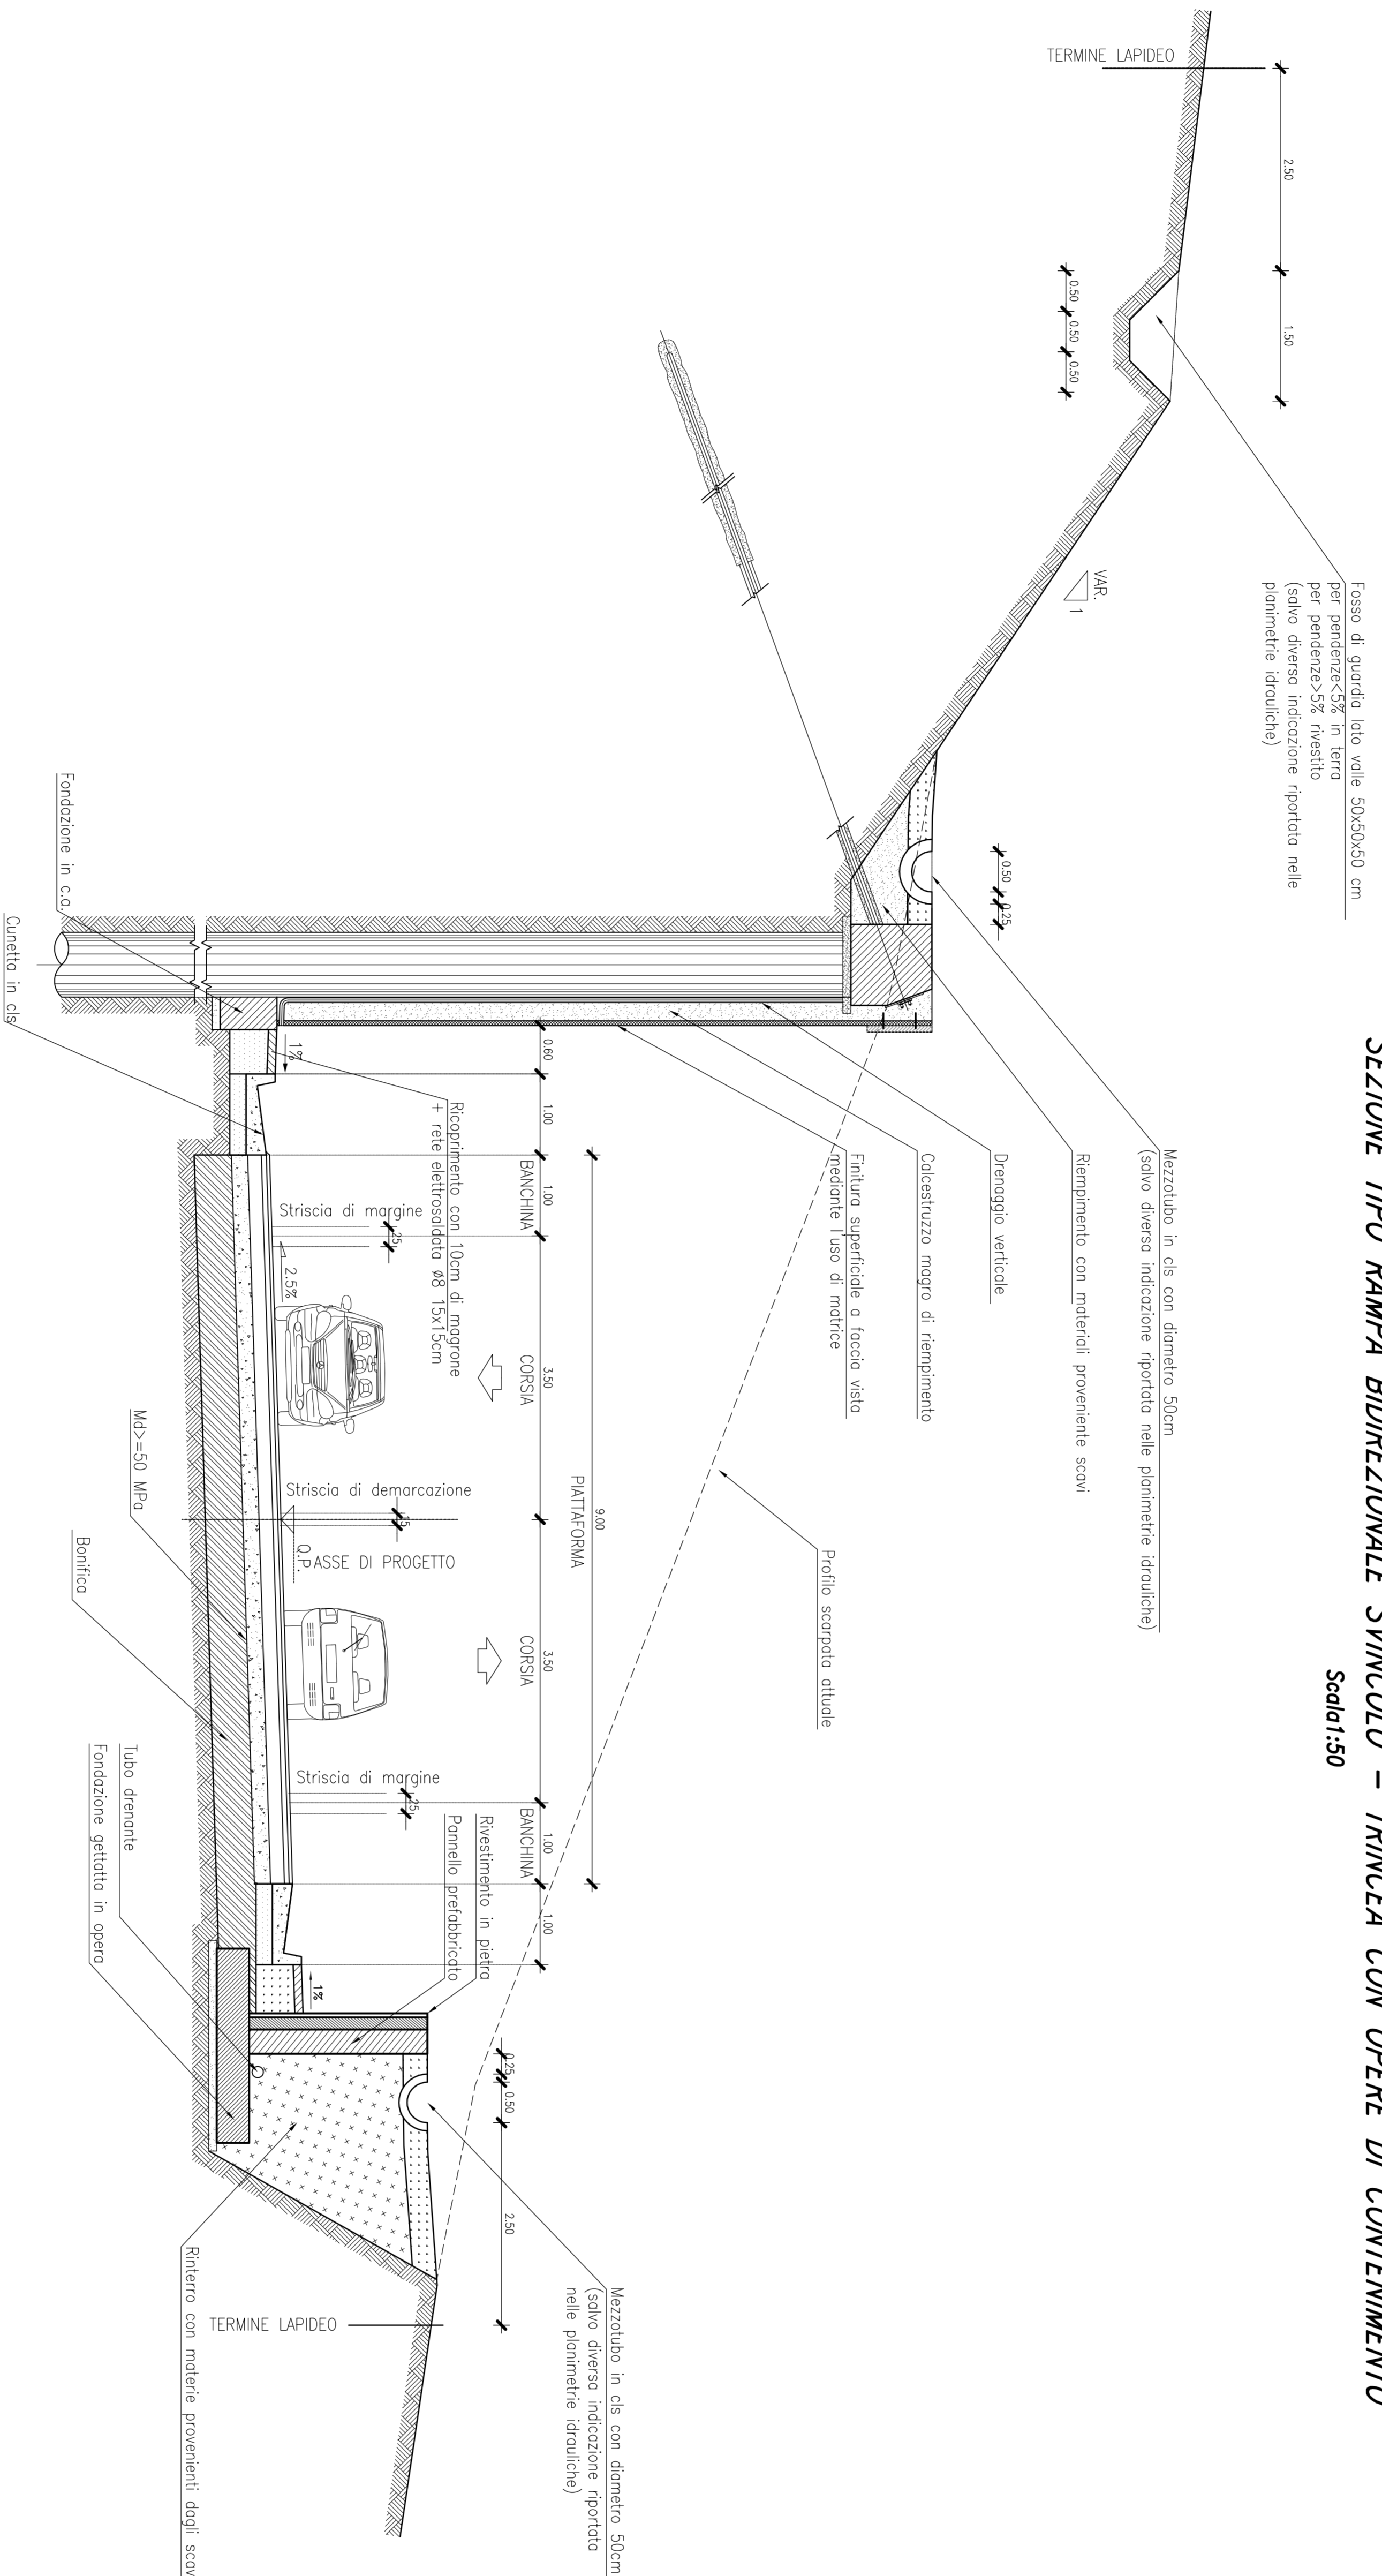 SEZIONE TIPO RAMPA BIDIREZIONALE SVINCOLO - TRINCEA CON OPERE DI CONTENIMENTO
Scala1:50
Fosso di guardia lato valle 50x50x50 cm
per pendenze<5% in terra
per pendenze>5% rivestito
(salvo diversa indicazione riportata nelle
planimetrie idrauliche)
TERMINE LAPIDEO
2.50
1.50
0.50
0.50
0.50
VAR.
1
Mezzotubo in cls con diametro 50cm
(salvo diversa indicazione riportata nelle planimetrie idrauliche)
0.50
0.25
Riempimento con materiali proveniente scavi
Drenaggio verticale
Calcestruzzo magro di riempimento
Finitura superficiale a faccia vista
mediante l'uso di matrice
Profilo scarpata attuale
9.00
PIATTAFORMA
0.60
1.00
1.00
3.50
3.50
1.00
1.00
BANCHINA
CORSIA
CORSIA
BANCHINA
Ricoprimento con 10cm di magrone
+ rete elettrosaldata Ø8 15x15cm
1%
Striscia di margine
25
2.5%
Striscia di demarcazione
15
Q.P.
ASSE DI PROGETTO
Striscia di margine
25
Rivestimento in pietra
Pannello prefabbricato
1%
0.25
0.50
2.50
Mezzotubo in cls con diametro 50cm
(salvo diversa indicazione riportata
nelle planimetrie idrauliche)
TERMINE LAPIDEO
Fondazione in c.a.
Cunetta in cls
Md>=50 MPa
Bonifica
Tubo drenante
Fondazione gettatta in opera
Rinterro con materie provenienti dagli scav